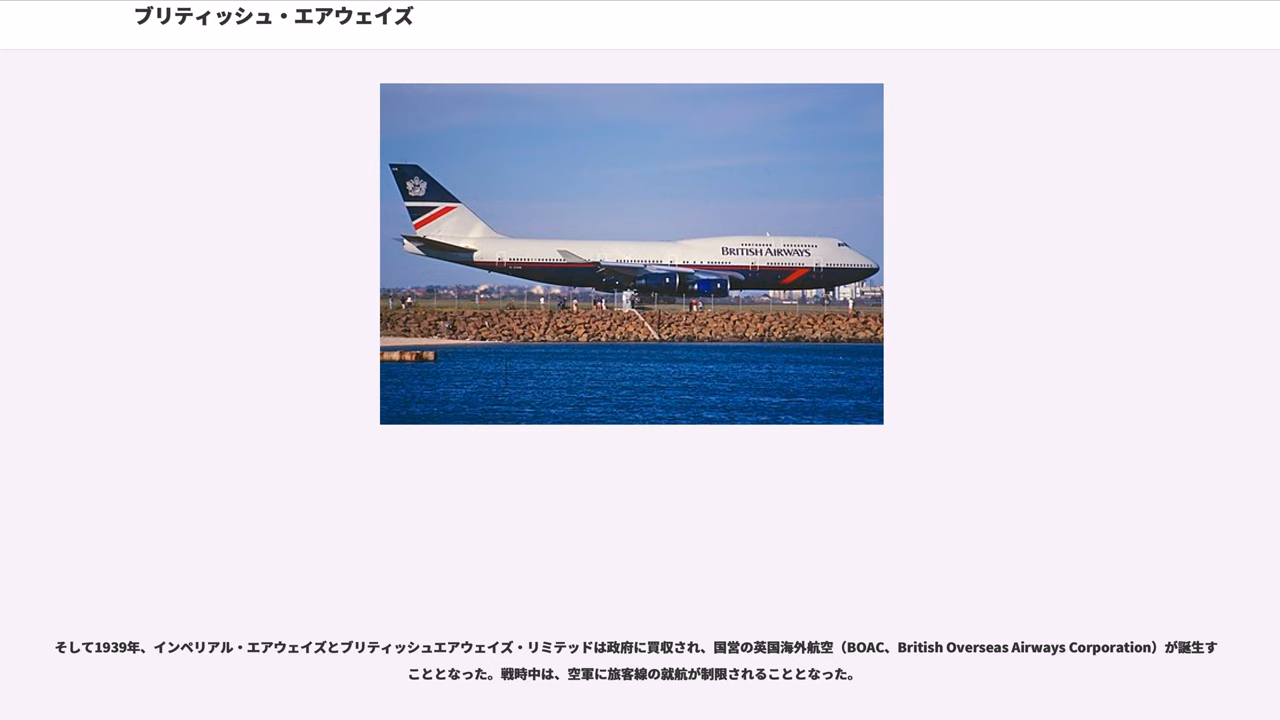 ブリティッシュ・エアウェイズ
BRITISH AIRWAYS
そして1939年、インペリアル・エアウェイズとブリティッシュエアウェイズ・リミテッドは政府に買収され、国営の英国海外航空（BOAC、British Overseas Airways Corporation）が誕生す
こととなった。戦時中は、空軍に旅客線の就航が制限されることとなった。